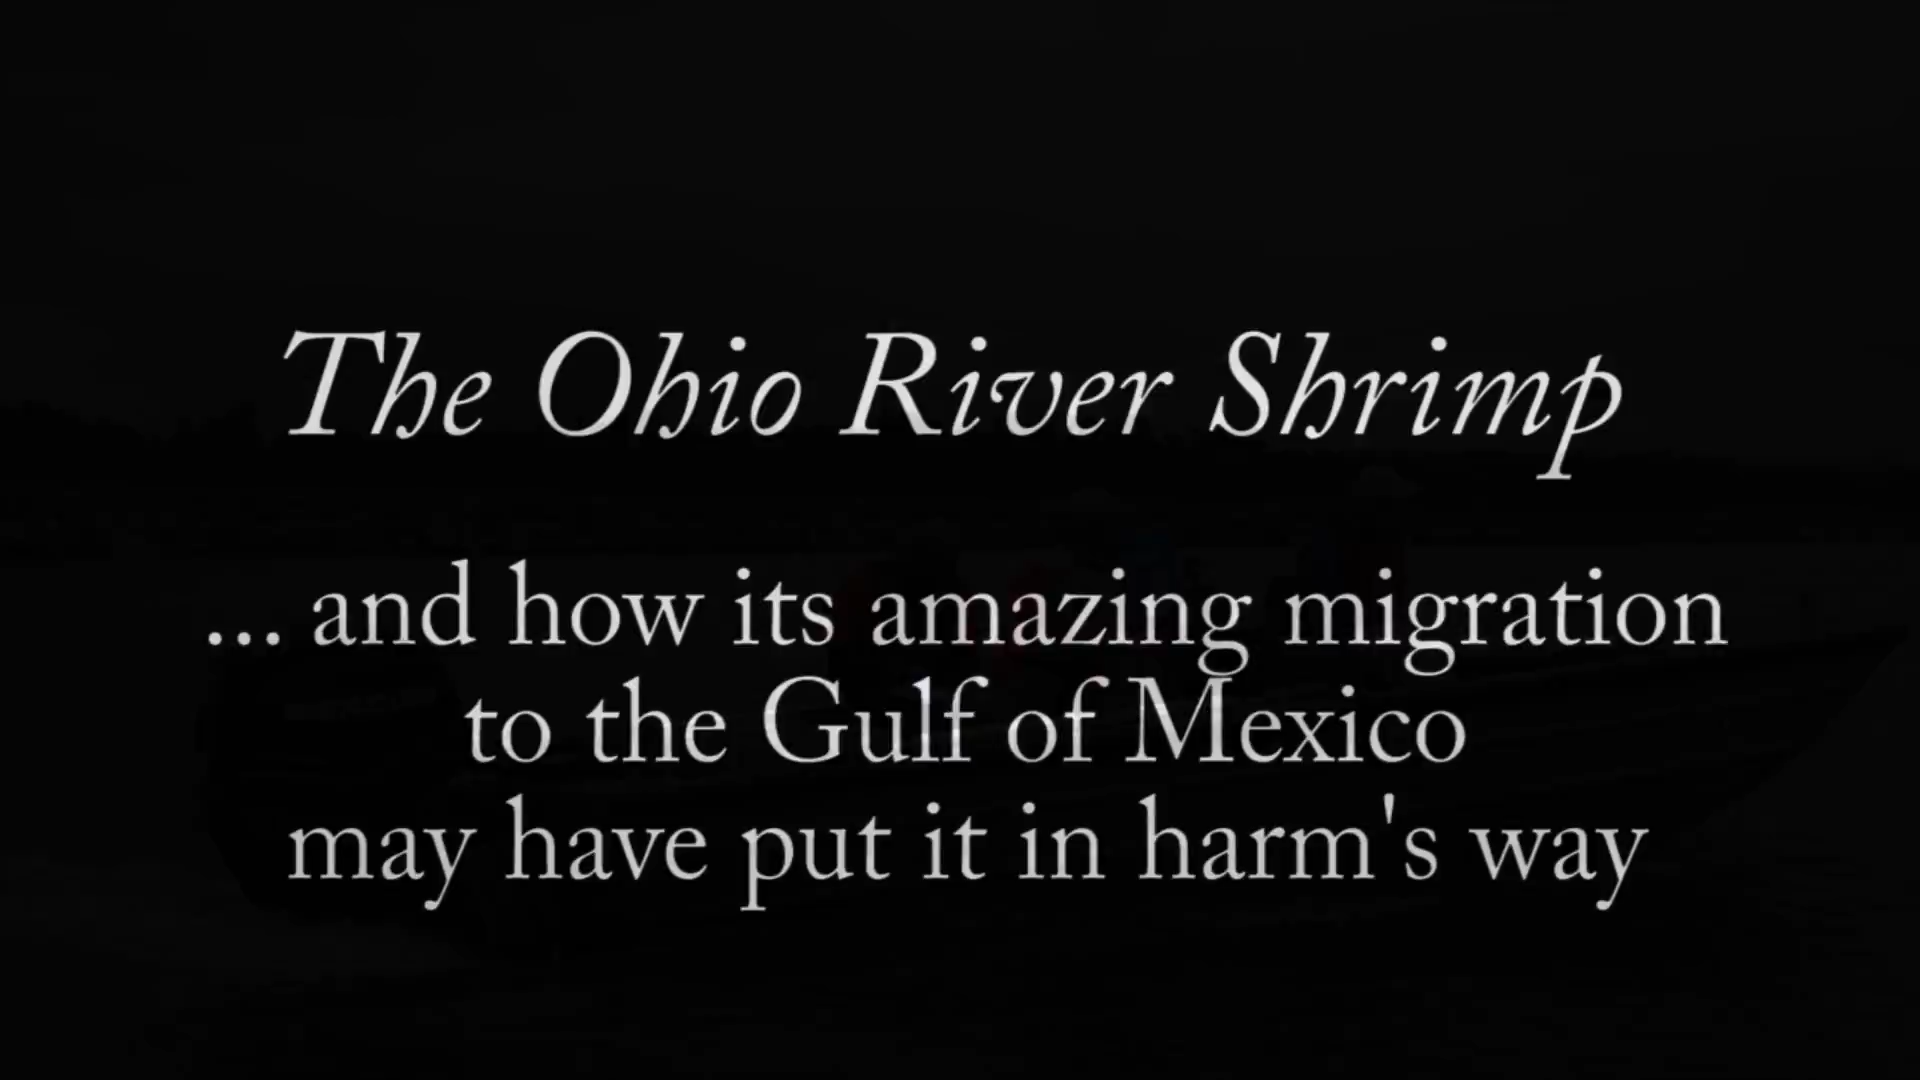 The Ohio River Shrimp
... and how its amazing migration
to the Gulf of Mexico
may have put it in harm's way